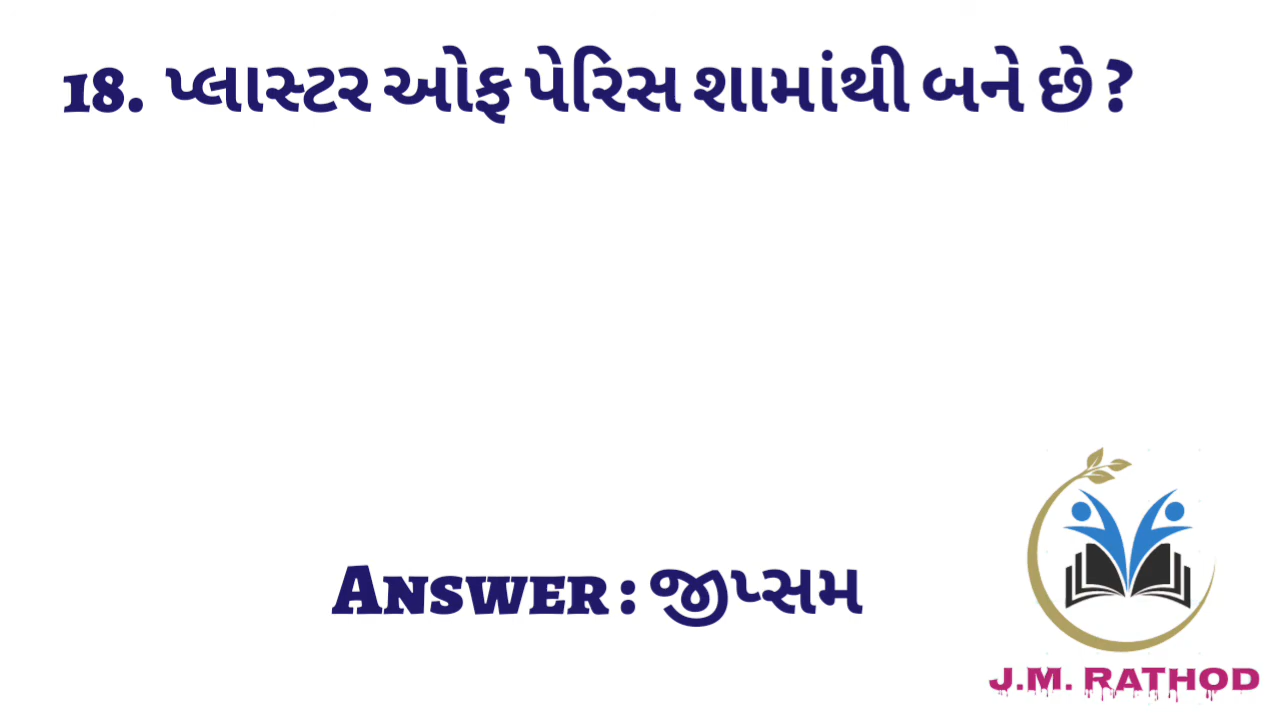 18. પ્લાસ્ટર ઓફ પેરિસ શામાંથી બને છે ?
ANSWER : જીપ્સમ
J.M. RATHOD